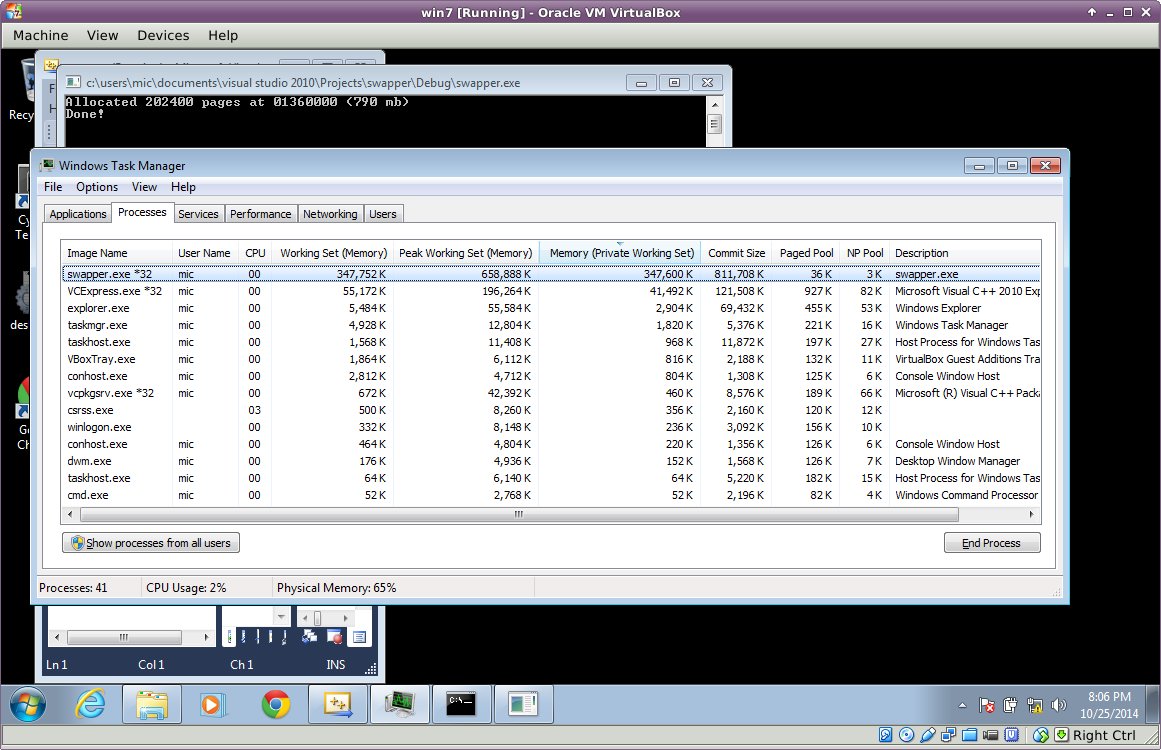 win7 [Running] - Oracle VM VirtualBox
Machine View Devices Help
c:\users\mic\documents\visual studio 2010\Projects\swapper\Debug\swapper.exe
Allocated 202400 pages at 01360000 (790 mb)
Done!
Recy
Windows Task Manager
File Options View Help
Applications Processes Services Performance Networking Users
Image Name User Name CPU Working Set (Memory) Peak Working Set (Memory) Memory (Private Working Set) Commit Size Paged Pool NP Pool Description
swapper.exe *32 mic 00 347,752 K 658,888 K 347,600 K 811,708 K 36 K 3 K swapper.exe
VCExpress.exe *32 mic 00 55,172 K 196,264 K 41,492 K 121,508 K 927 K 82 K Microsoft Visual C++ 2010 Exp
explorer.exe mic 00 5,484 K 55,584 K 2,904 K 69,432 K 455 K 53 K Windows Explorer
taskmgr.exe mic 00 4,928 K 12,804 K 1,820 K 5,376 K 221 K 16 K Windows Task Manager
taskhost.exe mic 00 1,568 K 11,408 K 968 K 11,872 K 197 K 27 K Host Process for Windows Tas
VBoxTray.exe mic 00 1,864 K 6,112 K 816 K 2,188 K 132 K 11 K VirtualBox Guest Additions Tra
conhost.exe mic 00 2,812 K 4,712 K 804 K 1,308 K 125 K 6 K Console Window Host
vcpkgsrv.exe *32 mic 00 672 K 42,392 K 460 K 8,576 K 189 K 66 K Microsoft (R) Visual C++ Packa
csrss.exe 03 500 K 8,260 K 356 K 2,160 K 120 K 12 K
winlogon.exe 00 332 K 8,148 K 236 K 3,092 K 156 K 10 K
conhost.exe mic 00 464 K 4,804 K 220 K 1,356 K 126 K 6 K Console Window Host
dwm.exe mic 00 176 K 4,936 K 152 K 1,568 K 126 K 7 K Desktop Window Manager
taskhost.exe mic 00 64 K 6,140 K 64 K 5,220 K 182 K 15 K Host Process for Windows Tas
cmd.exe mic 00 52 K 2,768 K 52 K 2,196 K 82 K 4 K Windows Command Processor
Show processes from all users End Process
Processes: 41 CPU Usage: 2% Physical Memory: 65%
Cy
Te
des
Go
Ch
Ln 1 Col 1 Ch 1 INS
8:06 PM
10/25/2014
Right Ctrl